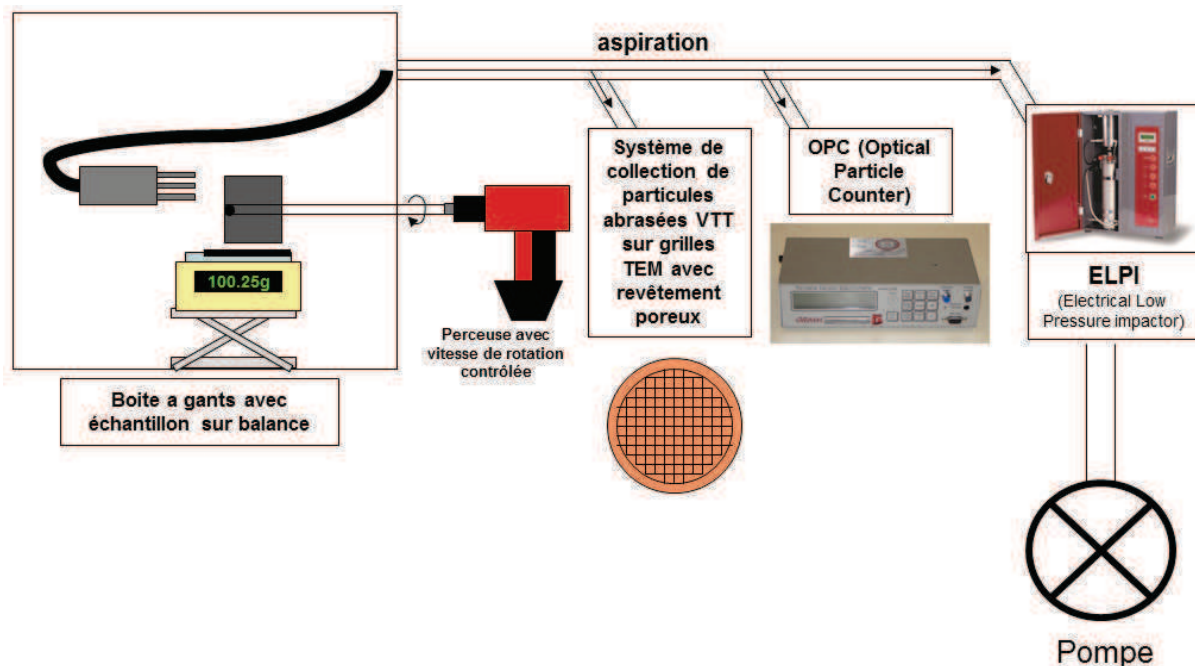 aspiration
100.25g
Perceuse avec
vitesse de rotation
contrôlée
Boite a gants avec
échantillon sur balance
Système de
collection de
particules
abrasées VTT
sur grilles
TEM avec
revêtement
poreux
OPC (Optical
Particle
Counter)
ELPI
(Electrical Low
Pressure impactor)
Pompe